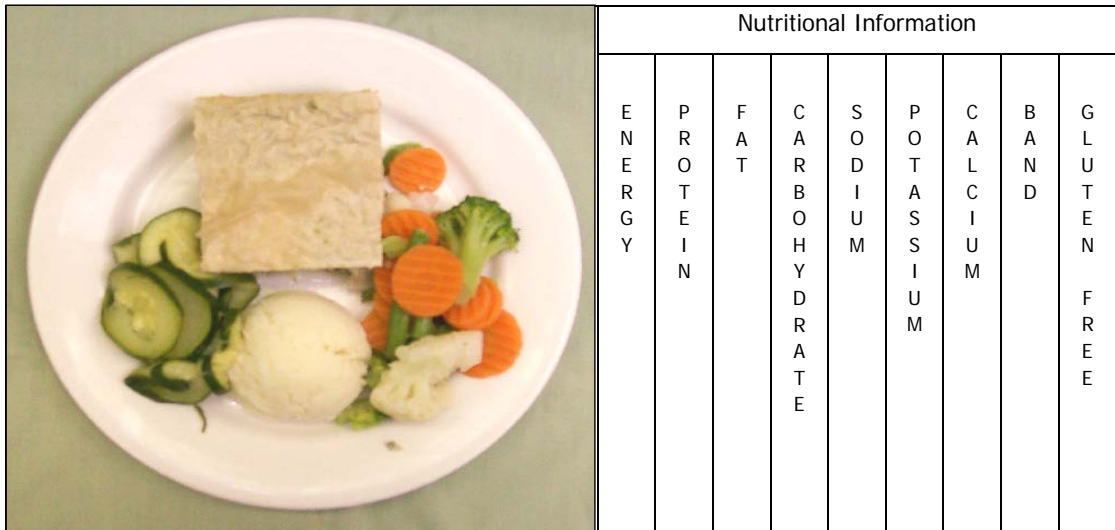 Nutritional Information
ENERGY
PROTEIN
FAT
CARBOHYDRATE
SODIUM
POTASSIUM
CALCIUM
BAND
GLUTEN FREE